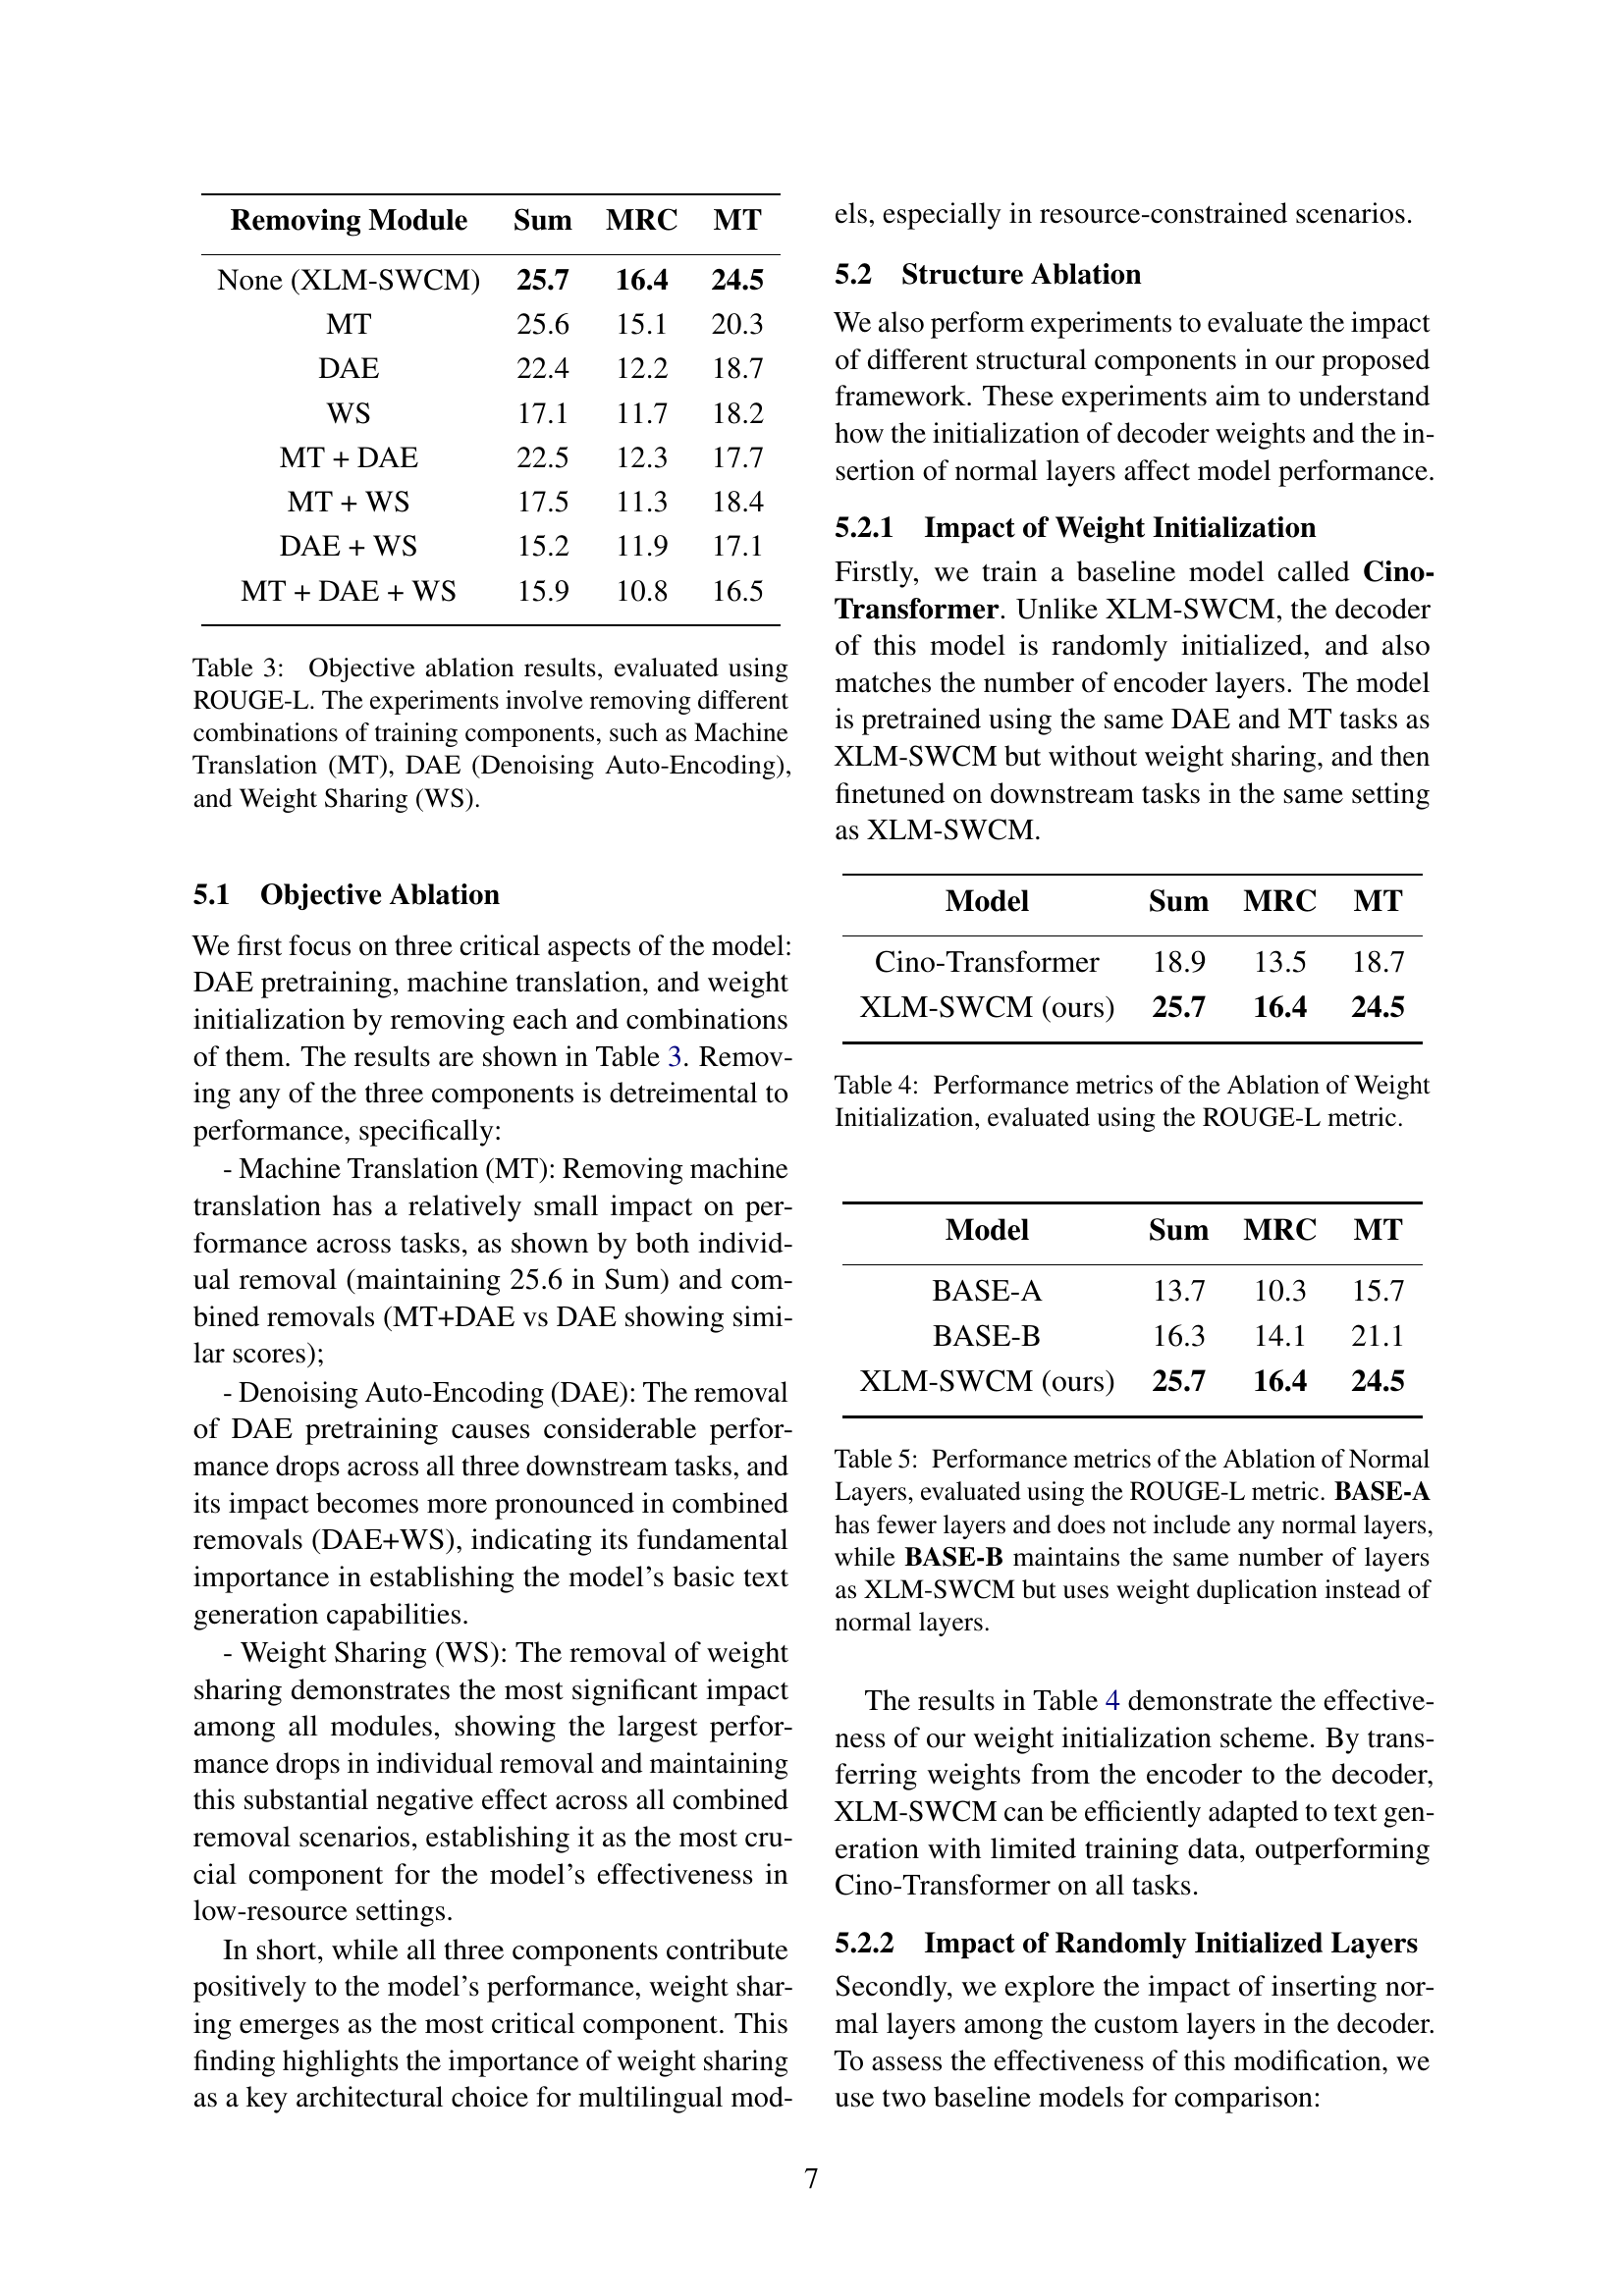 Removing Module Sum MRC MT
None (XLM-SWCM) 25.7 16.4 24.5
MT 25.6 15.1 20.3
DAE 22.4 12.2 18.7
WS 17.1 11.7 18.2
MT + DAE 22.5 12.3 17.7
MT + WS 17.5 11.3 18.4
DAE + WS 15.2 11.9 17.1
MT + DAE + WS 15.9 10.8 16.5
Table 3: Objective ablation results, evaluated using
ROUGE-L. The experiments involve removing different
combinations of training components, such as Machine
Translation (MT), DAE (Denoising Auto-Encoding),
and Weight Sharing (WS).
5.1 Objective Ablation
We first focus on three critical aspects of the model:
DAE pretraining, machine translation, and weight
initialization by removing each and combinations
of them. The results are shown in Table 3. Remov-
ing any of the three components is detreimental to
performance, specifically:
- Machine Translation (MT): Removing machine
translation has a relatively small impact on per-
formance across tasks, as shown by both individ-
ual removal (maintaining 25.6 in Sum) and com-
bined removals (MT+DAE vs DAE showing simi-
lar scores);
- Denoising Auto-Encoding (DAE): The removal
of DAE pretraining causes considerable perfor-
mance drops across all three downstream tasks, and
its impact becomes more pronounced in combined
removals (DAE+WS), indicating its fundamental
importance in establishing the model's basic text
generation capabilities.
- Weight Sharing (WS): The removal of weight
sharing demonstrates the most significant impact
among all modules, showing the largest perfor-
mance drops in individual removal and maintaining
this substantial negative effect across all combined
removal scenarios, establishing it as the most cru-
cial component for the model's effectiveness in
low-resource settings.
In short, while all three components contribute
positively to the model's performance, weight shar-
ing emerges as the most critical component. This
finding highlights the importance of weight sharing
as a key architectural choice for multilingual mod-
els, especially in resource-constrained scenarios.
5.2 Structure Ablation
We also perform experiments to evaluate the impact
of different structural components in our proposed
framework. These experiments aim to understand
how the initialization of decoder weights and the in-
sertion of normal layers affect model performance.
5.2.1 Impact of Weight Initialization
Firstly, we train a baseline model called Cino-
Transformer. Unlike XLM-SWCM, the decoder
of this model is randomly initialized, and also
matches the number of encoder layers. The model
is pretrained using the same DAE and MT tasks as
XLM-SWCM but without weight sharing, and then
finetuned on downstream tasks in the same setting
as XLM-SWCM.
Model Sum MRC MT
Cino-Transformer 18.9 13.5 18.7
XLM-SWCM (ours) 25.7 16.4 24.5
Table 4: Performance metrics of the Ablation of Weight
Initialization, evaluated using the ROUGE-L metric.
Model Sum MRC MT
BASE-A 13.7 10.3 15.7
BASE-B 16.3 14.1 21.1
XLM-SWCM (ours) 25.7 16.4 24.5
Table 5: Performance metrics of the Ablation of Normal
Layers, evaluated using the ROUGE-L metric. BASE-A
has fewer layers and does not include any normal layers,
while BASE-B maintains the same number of layers
as XLM-SWCM but uses weight duplication instead of
normal layers.
The results in Table 4 demonstrate the effective-
ness of our weight initialization scheme. By trans-
ferring weights from the encoder to the decoder,
XLM-SWCM can be efficiently adapted to text gen-
eration with limited training data, outperforming
Cino-Transformer on all tasks.
5.2.2 Impact of Randomly Initialized Layers
Secondly, we explore the impact of inserting nor-
mal layers among the custom layers in the decoder.
To assess the effectiveness of this modification, we
use two baseline models for comparison:
7